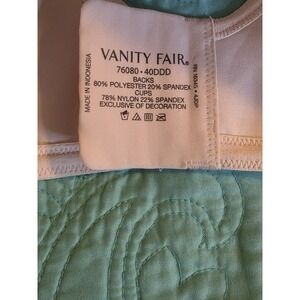 VANITY FAIR®
76080 • 40DDD
BACKS
80% POLYESTER 20% SPANDEX
CUPS
78% NYLON 22% SPANDEX
EXCLUSIVE OF DECORATION
MADE IN INDONESIA